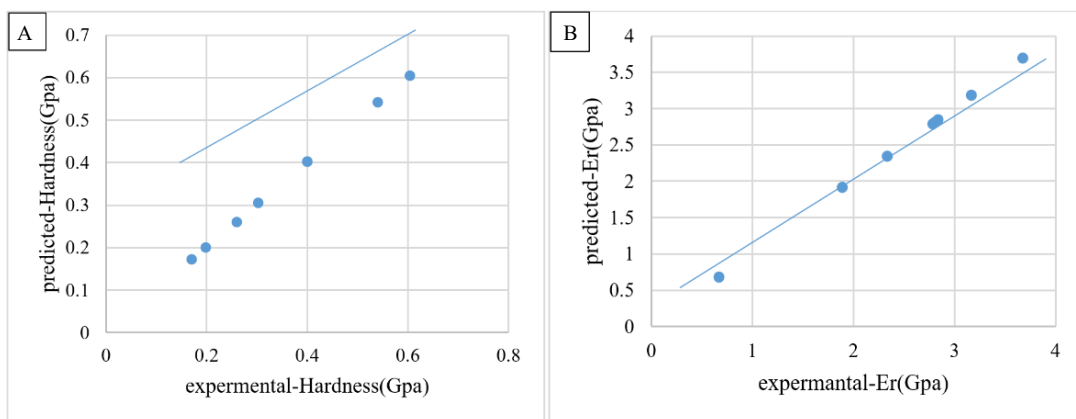 A
predicted-Hardness(Gpa)
0.7
0.6
0.5
0.4
0.3
0.2
0.1
0
0 0.2 0.4 0.6 0.8
expermental-Hardness(Gpa)
B
predicted-Er(Gpa)
4
3.5
3
2.5
2
1.5
1
0.5
0
0 1 2 3 4
expermantal-Er(Gpa)